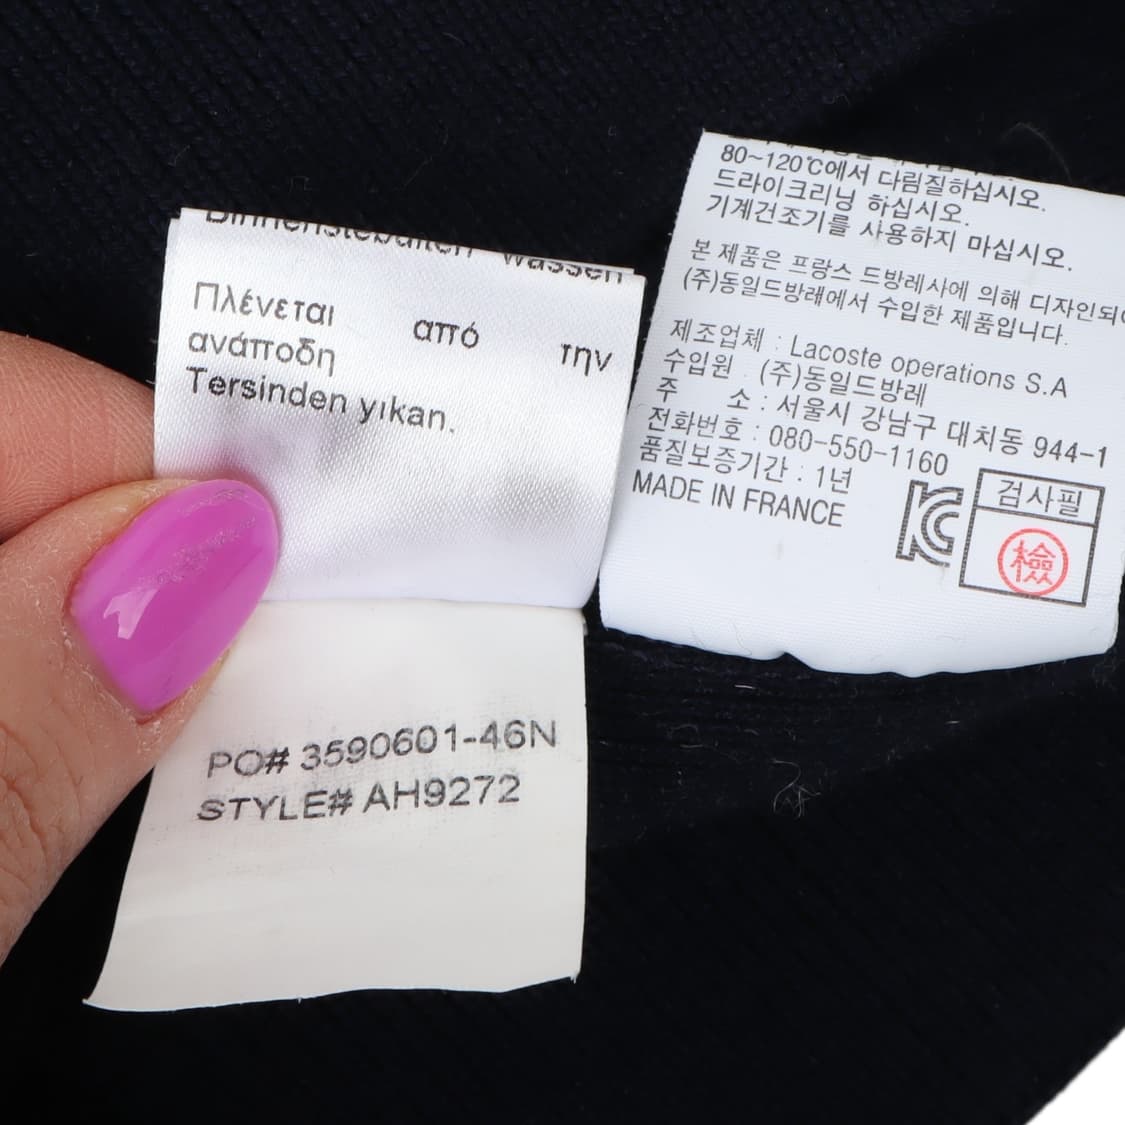 Binnenstebuiten wassen
Πλένεται από την
ανάποδη
Tersinden yıkan.
PO# 3590601-46N
STYLE# AH9272
80~120℃에서 다림질하십시오.
드라이크리닝 하십시오.
기계건조기를 사용하지 마십시오.
본 제품은 프랑스 드방레사에 의해 디자인되
(주)동일드방레에서 수입한 제품입니다.
제조업체 : Lacoste operations S.A
수입원 : (주)동일드방레
주 소 : 서울시 강남구 대치동 944-1
전화번호 : 080-550-1160
품질보증기간 : 1년
MADE IN FRANCE
검사필
檢